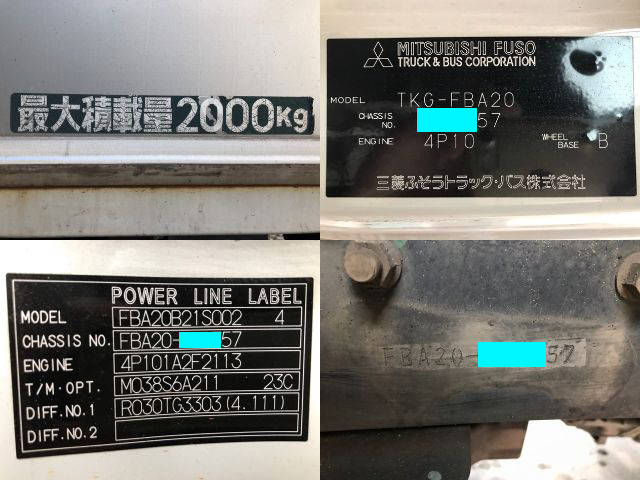 最大積載量2000Kg
MITSUBISHI FUSO
TRUCK & BUS CORPORATION
MODEL TKG-FBA20
CHASSIS NO. 57
ENGINE 4P10 WHEEL BASE B
三菱ふそうトラック・バス株式会社
POWER LINE LABEL
MODEL FBA20B21S002 4
CHASSIS NO. FBA20- 57
ENGINE 4P101A2F2113
T/M・OPT. M038S6A211 23C
DIFF.NO.1 R030TG3303(4.111)
DIFF.NO.2
FBA20- 57